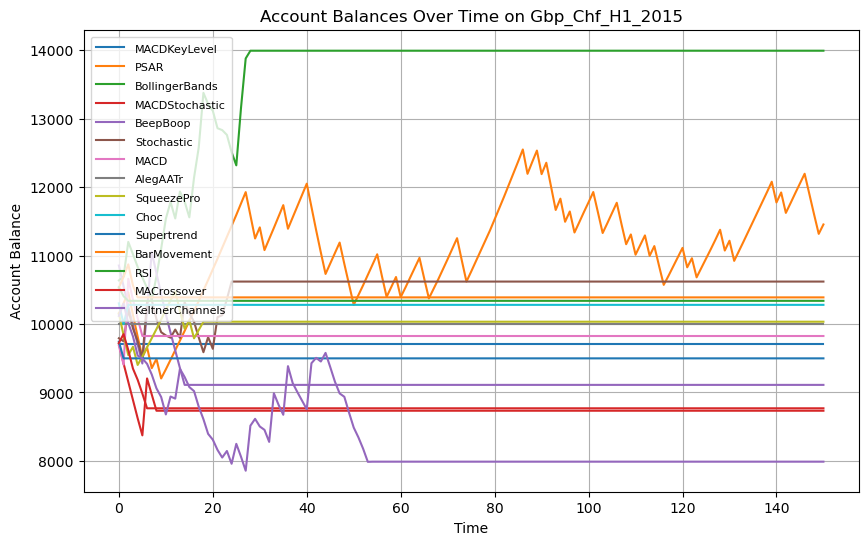 Account Balances Over Time on Gbp_Chf_H1_2015
Account Balance
14000
13000
12000
11000
10000
9000
8000
MACDKeyLevel
PSAR
BollingerBands
MACDStochastic
BeepBoop
Stochastic
MACD
AlegAATr
SqueezePro
Choc
Supertrend
BarMovement
RSI
MACrossover
KeltnerChannels
0 20 40 60 80 100 120 140
Time